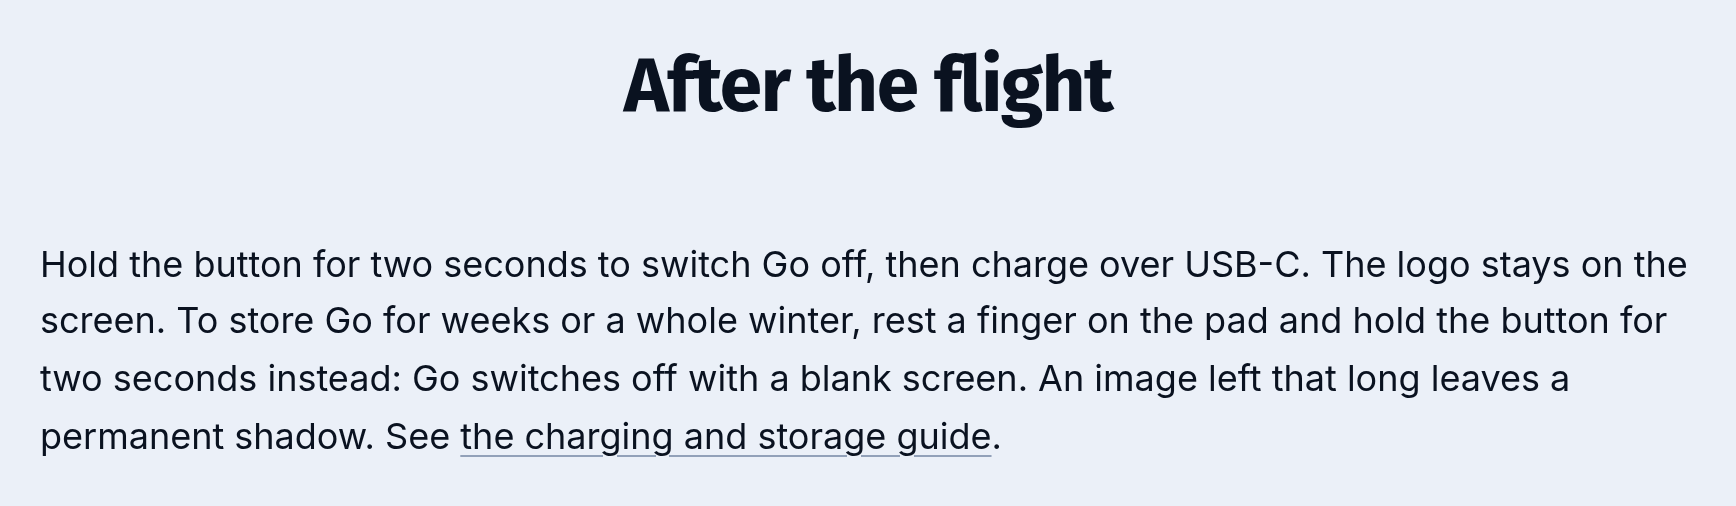 After the flight
Hold the button for two seconds to switch Go off, then charge over USB-C. The logo stays on the
screen. To store Go for weeks or a whole winter, rest a finger on the pad and hold the button for
two seconds instead: Go switches off with a blank screen. An image left that long leaves a
permanent shadow. See the charging and storage guide.